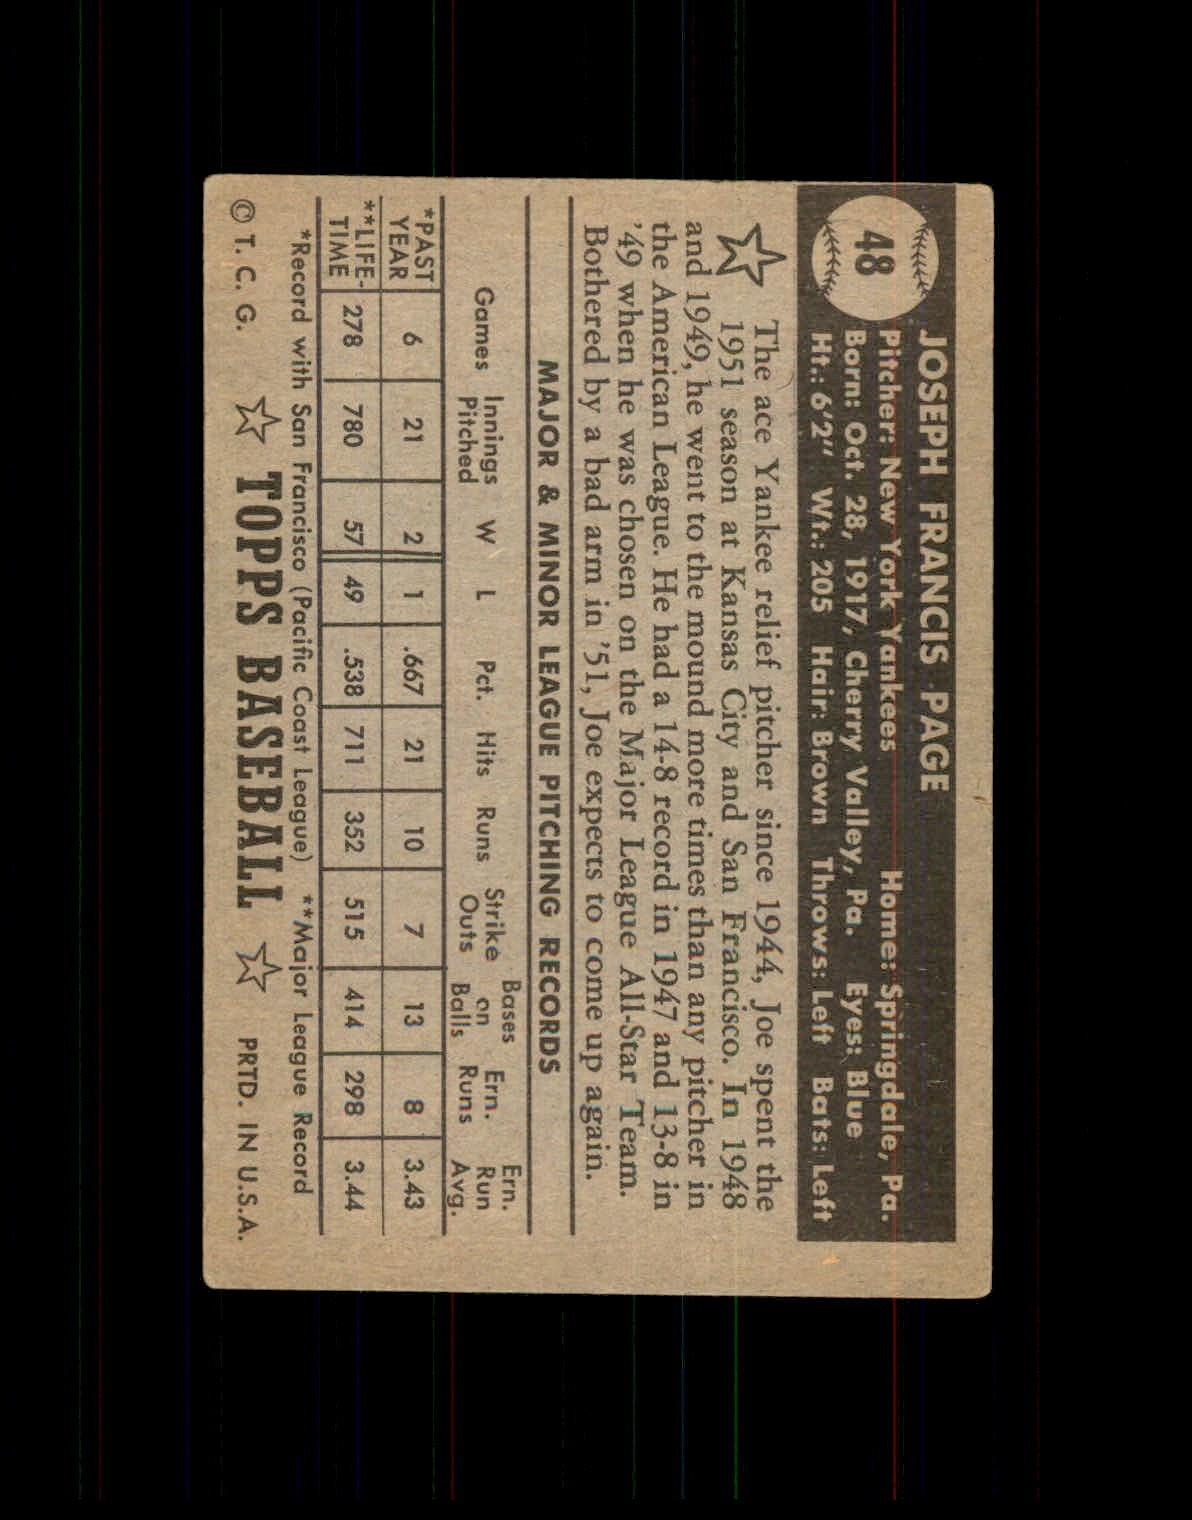 48
JOSEPH FRANCIS PAGE
Pitcher: New York Yankees Home: Springdale, Pa.
Born: Oct. 28, 1917, Cherry Valley, Pa. Eyes: Blue
Ht.: 6'2" Wt.: 205 Hair: Brown Throws: Left Bats: Left
The ace Yankee relief pitcher since 1944, Joe spent the
1951 season at Kansas City and San Francisco. In 1948
and 1949, he went to the mound more times than any pitcher in
the American League. He had a 14-8 record in 1947 and 13-8 in
'49 when he was chosen on the Major League All-Star Team.
Bothered by a bad arm in '51, Joe expects to come up again.
MAJOR & MINOR LEAGUE PITCHING RECORDS
Games Innings Pitched W L Pct. Hits Runs Strike Outs Bases on Balls Ern. Runs Ern. Run Avg.
*PAST YEAR 6 21 2 1 .667 21 10 7 13 8 3.43
**LIFE-TIME 278 780 57 49 .538 711 352 515 414 298 3.44
*Record with San Francisco (Pacific Coast League) **Major League Record
© T. C. G. TOPPS BASEBALL PRTD. IN U.S.A.